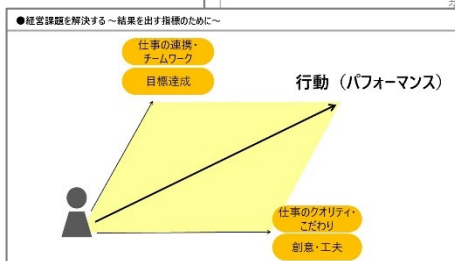 ●経営課題を解決する ～結果を出す指標のために～
仕事の連携・
チームワーク
目標達成
行動（パフォーマンス）
仕事のクオリティ・
こだわり
創意・工夫